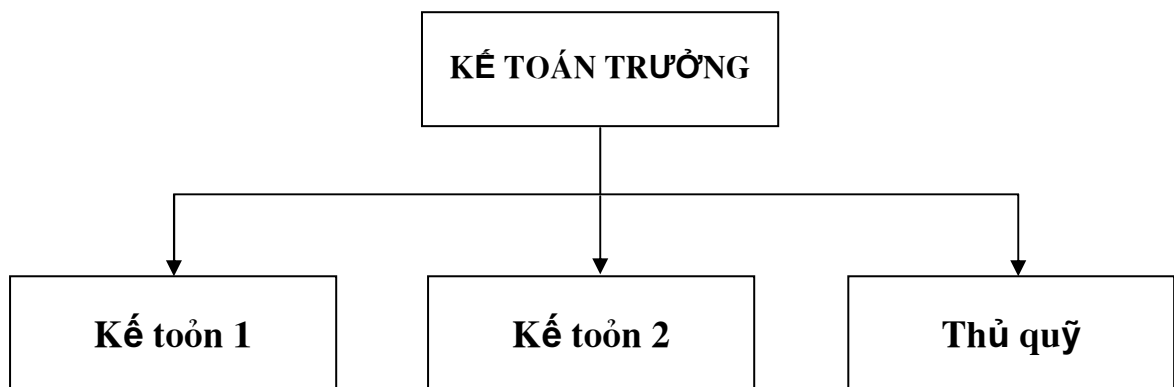 KẾ TOÁN TRƯỞNG
Kế toỏn 1
Kế toỏn 2
Thủ quỹ